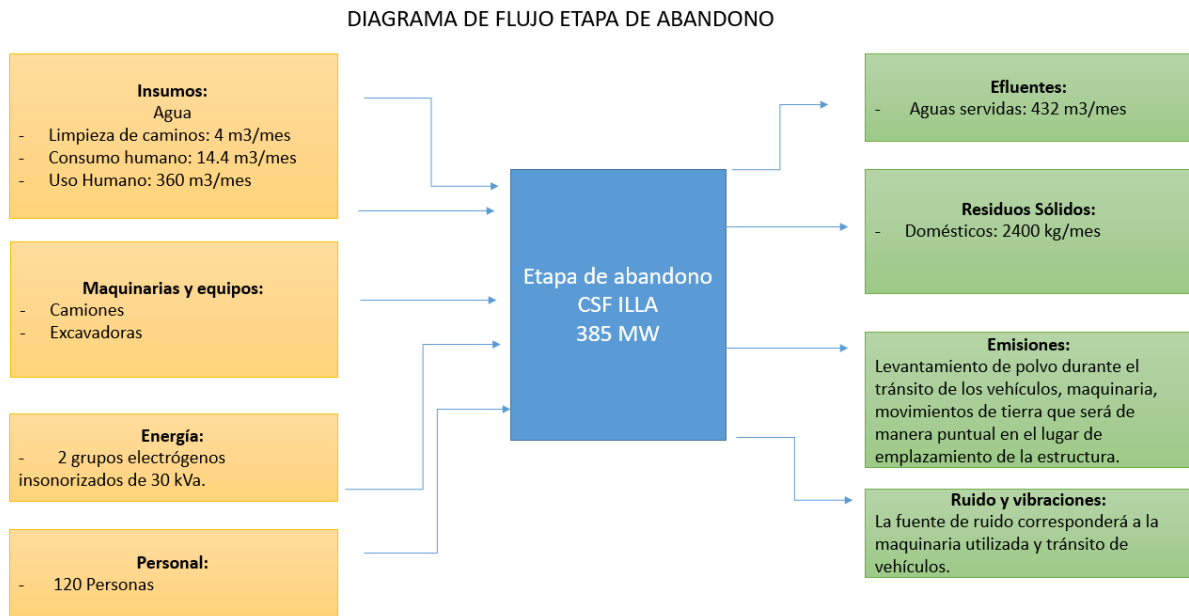 DIAGRAMA DE FLUJO ETAPA DE ABANDONO
Insumos:
Agua
- Limpieza de caminos: 4 m3/mes
- Consumo humano: 14.4 m3/mes
- Uso Humano: 360 m3/mes
Maquinarias y equipos:
- Camiones
- Excavadoras
Energía:
- 2 grupos electrógenos
insonorizados de 30 kVa.
Personal:
- 120 Personas
Etapa de abandono
CSF ILLA
385 MW
Efluentes:
- Aguas servidas: 432 m3/mes
Residuos Sólidos:
- Domésticos: 2400 kg/mes
Emisiones:
Levantamiento de polvo durante el
tránsito de los vehículos, maquinaria,
movimientos de tierra que será de
manera puntual en el lugar de
emplazamiento de la estructura.
Ruido y vibraciones:
La fuente de ruido corresponderá a la
maquinaria utilizada y tránsito de
vehículos.